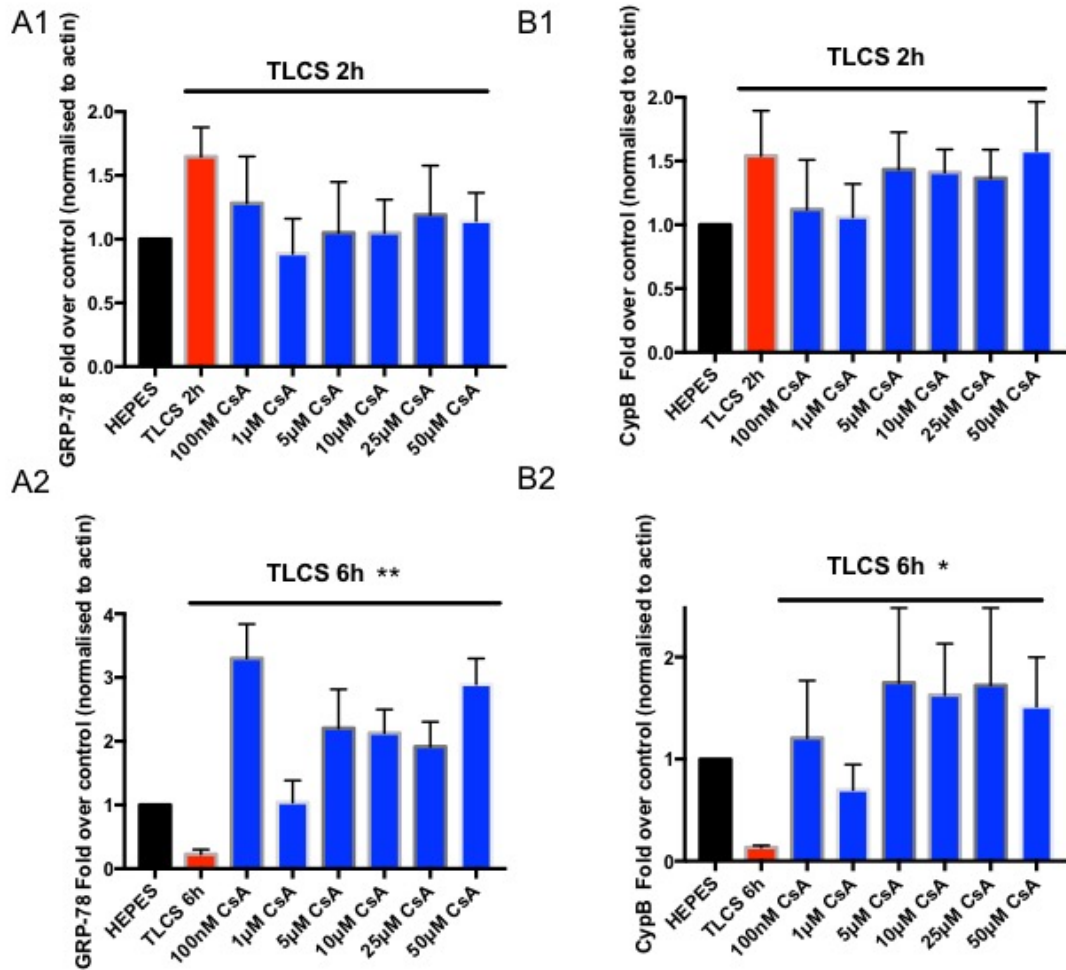 A1
GRP-78 Fold over control (normalised to actin)
TLCS 2h
2.0
1.5
1.0
0.5
0.0
HEPES
TLCS 2h
100nM CsA
1µM CsA
5µM CsA
10µM CsA
25µM CsA
50µM CsA
B1
CypB Fold over control (normalised to actin)
TLCS 2h
2.0
1.5
1.0
0.5
0.0
HEPES
TLCS 2h
100nM CsA
1µM CsA
5µM CsA
10µM CsA
25µM CsA
50µM CsA
A2
GRP-78 Fold over control (normalised to actin)
TLCS 6h **
4
3
2
1
0
HEPES
TLCS 6h
100nM CsA
1µM CsA
5µM CsA
10µM CsA
25µM CsA
50µM CsA
B2
CypB Fold over control (normalised to actin)
TLCS 6h *
2
1
0
HEPES
TLCS 6h
100nM CsA
1µM CsA
5µM CsA
10µM CsA
25µM CsA
50µM CsA